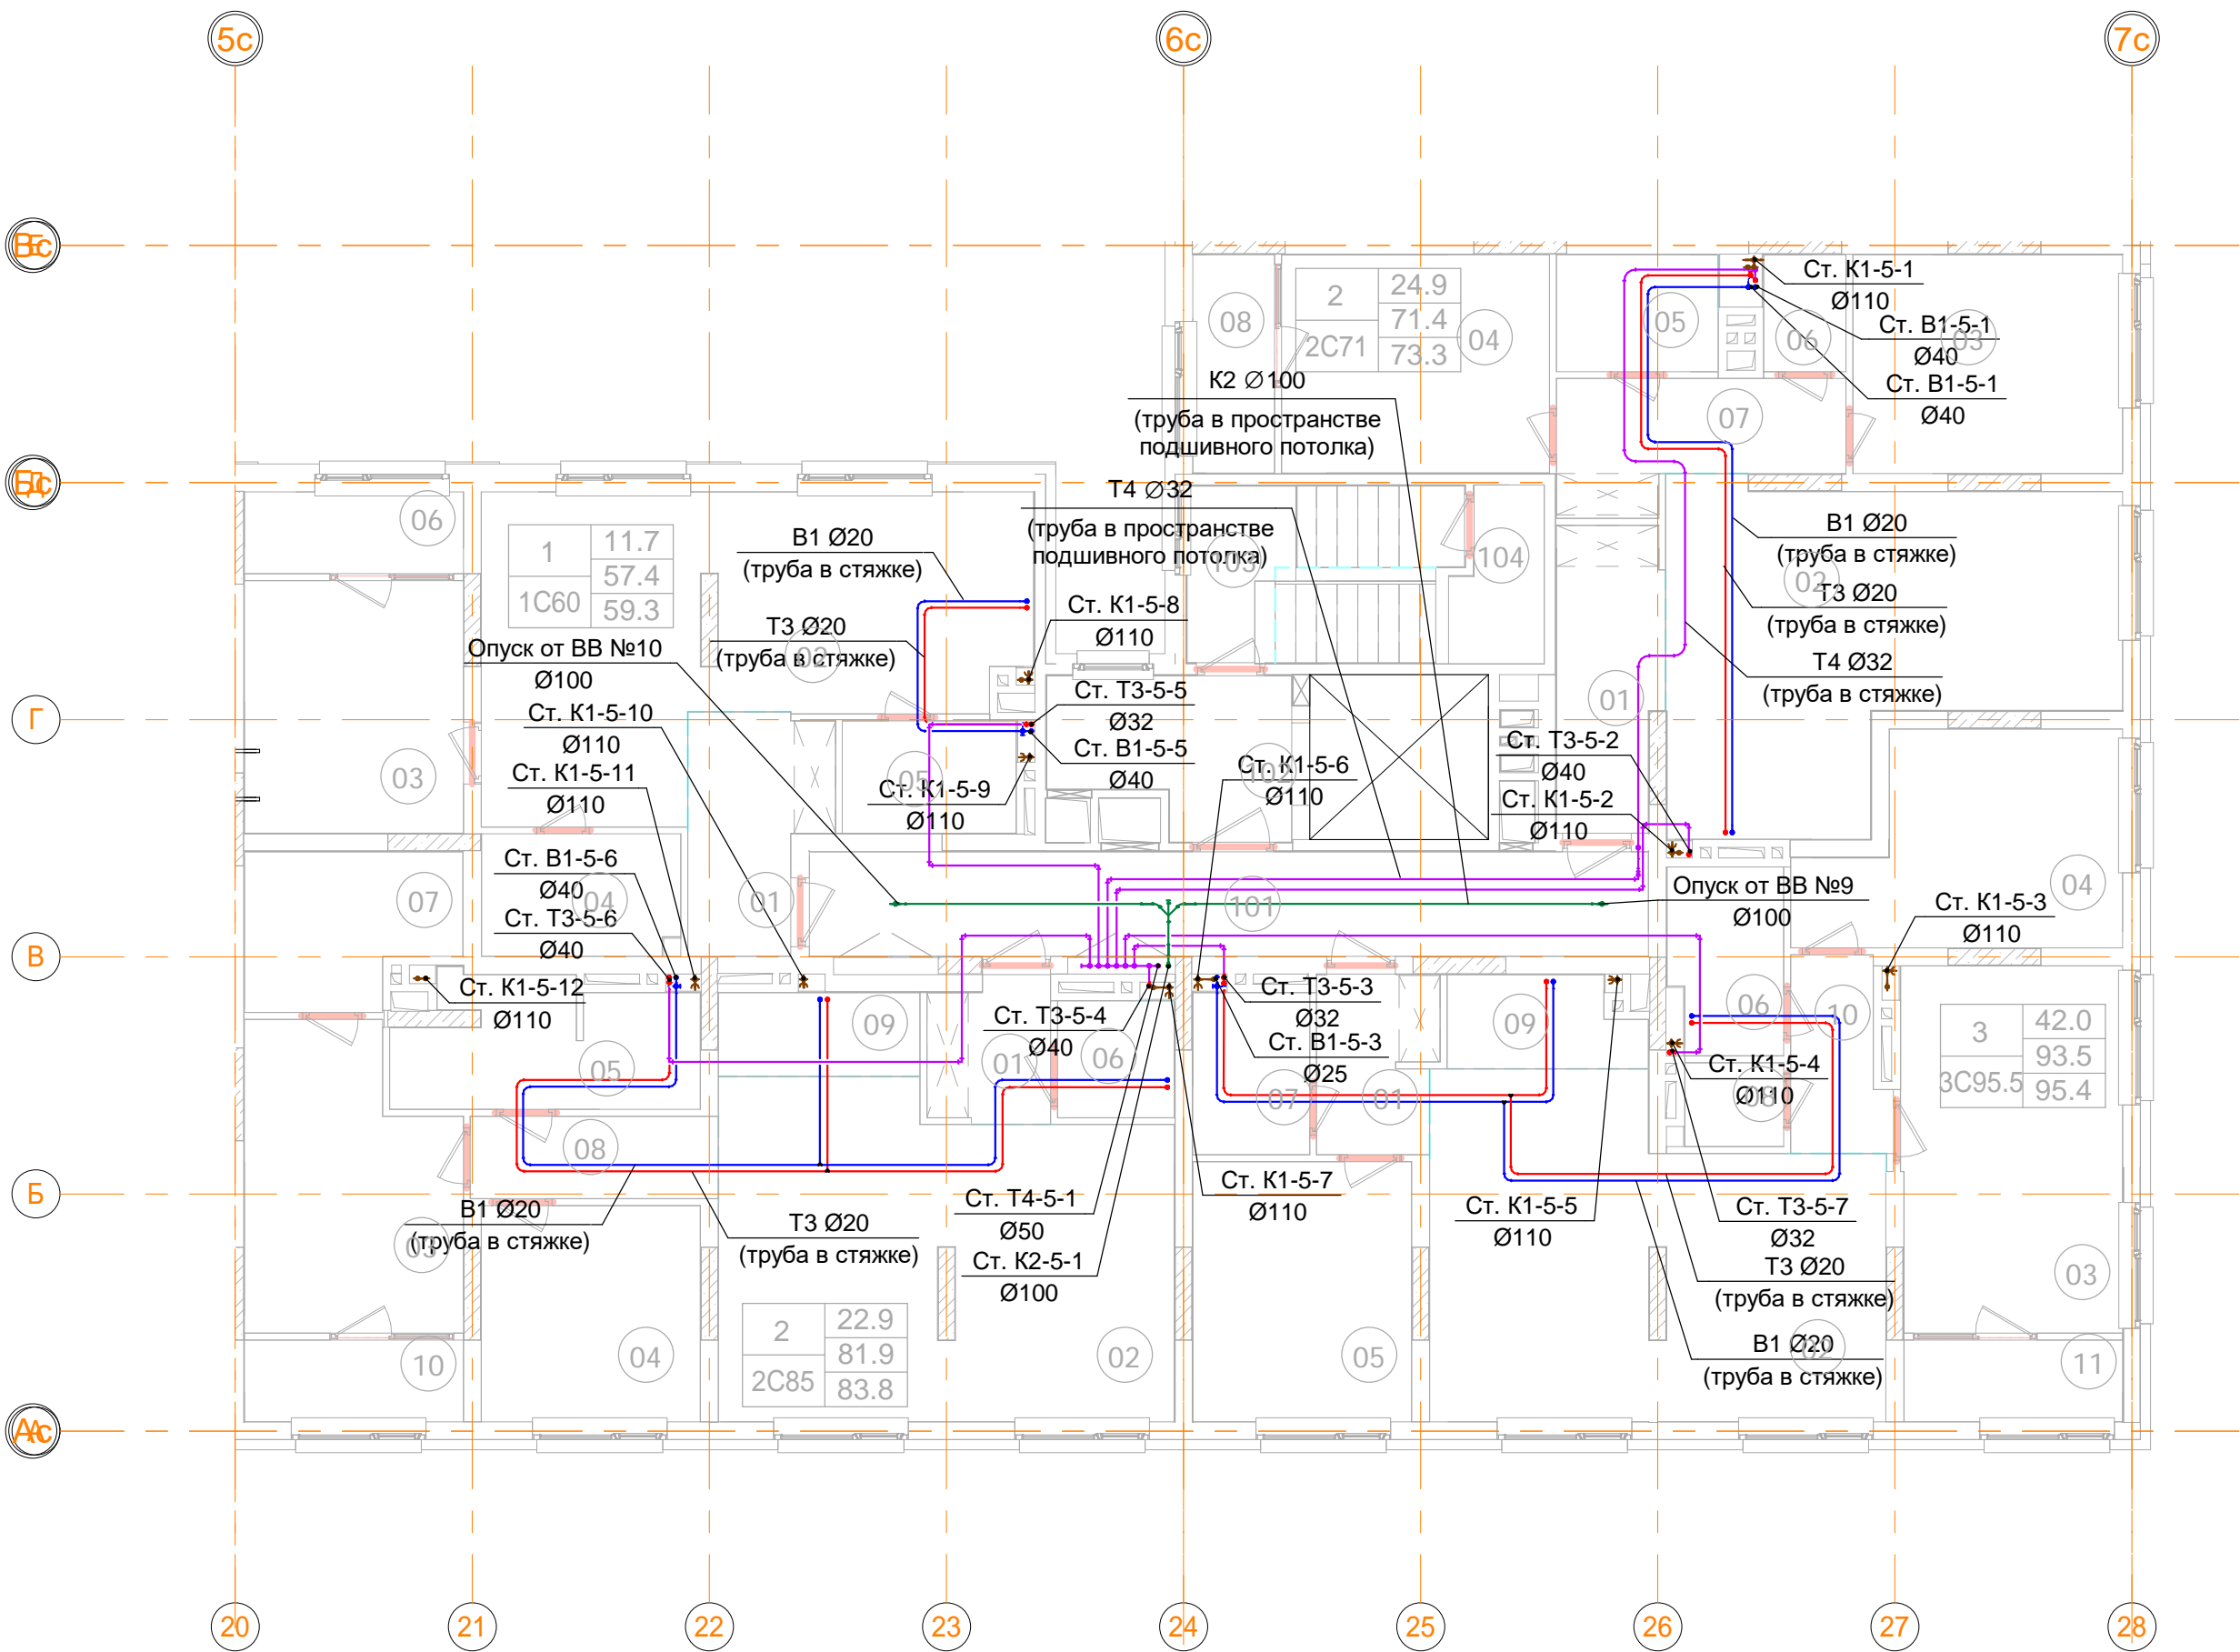 5с
6с
7с
Ст. К1-5-1
Ø110
2
24.9
2С71
71.4
73.3
08
04
05
06
03
Ст. В1-5-1
Ø40
Ст. В1-5-1
Ø40
К2 Ø100
(труба в пространстве
подшивного потолка)
07
Т4 Ø32
(труба в пространстве
подшивного потолка)
06
1
11.7
1С60
57.4
59.3
В1 Ø20
(труба в стяжке)
103
104
В1 Ø20
(труба в стяжке)
02
Т3 Ø20
(труба в стяжке)
Т4 Ø32
(труба в стяжке)
Ст. К1-5-8
Ø110
Т3 Ø20
(труба в стяжке)
02
Опуск от ВВ №10
Ø100
Ст. Т3-5-5
Ø32
01
Г
Ст. К1-5-10
Ø110
Ст. В1-5-5
Ø40
Ст. Т3-5-2
Ø40
Ст. К1-5-11
Ø110
03
05
Ст. К1-5-9
Ø110
102
Ст. К1-5-6
Ø110
Ст. К1-5-2
Ø110
Ст. В1-5-6
Ø40
04
07
01
101
Опуск от ВВ №9
Ø100
04
Ст. К1-5-3
Ø110
Ст. Т3-5-6
Ø40
В
Ст. К1-5-12
Ø110
Ст. Т3-5-3
Ø32
Ст. Т3-5-4
Ø40
Ст. В1-5-3
Ø25
09
01
06
09
06
10
3
42.0
3С95.5
93.5
95.4
05
07
01
Ст. К1-5-4
Ø110
08
08
Б
Ст. К1-5-7
Ø110
Ст. Т4-5-1
Ø50
Ст. К1-5-5
Ø110
Ст. Т3-5-7
Ø32
В1 Ø20
(труба в стяжке)
03
Т3 Ø20
(труба в стяжке)
Ст. К2-5-1
Ø100
Т3 Ø20
(труба в стяжке)
03
2
22.9
2С85
81.9
83.8
10
04
02
05
В1 Ø20
(труба в стяжке)
02
11
20
21
22
23
24
25
26
27
28